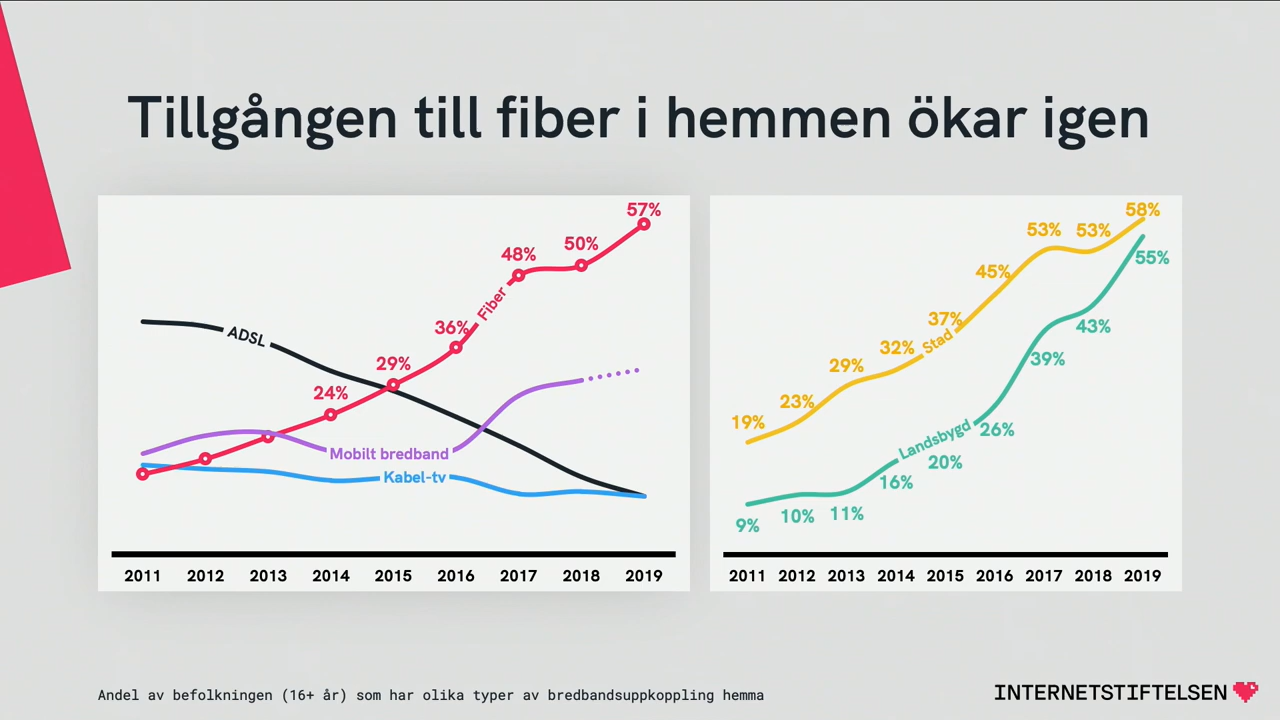 Tillgången till fiber i hemmen ökar igen
57%
50%
48%
36%
29%
24%
Fiber
ADSL
Mobilt bredband
Kabel-tv
2011 2012 2013 2014 2015 2016 2017 2018 2019
58%
53% 53%
45%
37%
32%
29%
23%
19%
Stad
55%
43%
39%
26%
20%
16%
11%
10%
9%
Landsbygd
2011 2012 2013 2014 2015 2016 2017 2018 2019
Andel av befolkningen (16+ år) som har olika typer av bredbandsuppkoppling hemma
INTERNETSTIFTELSEN